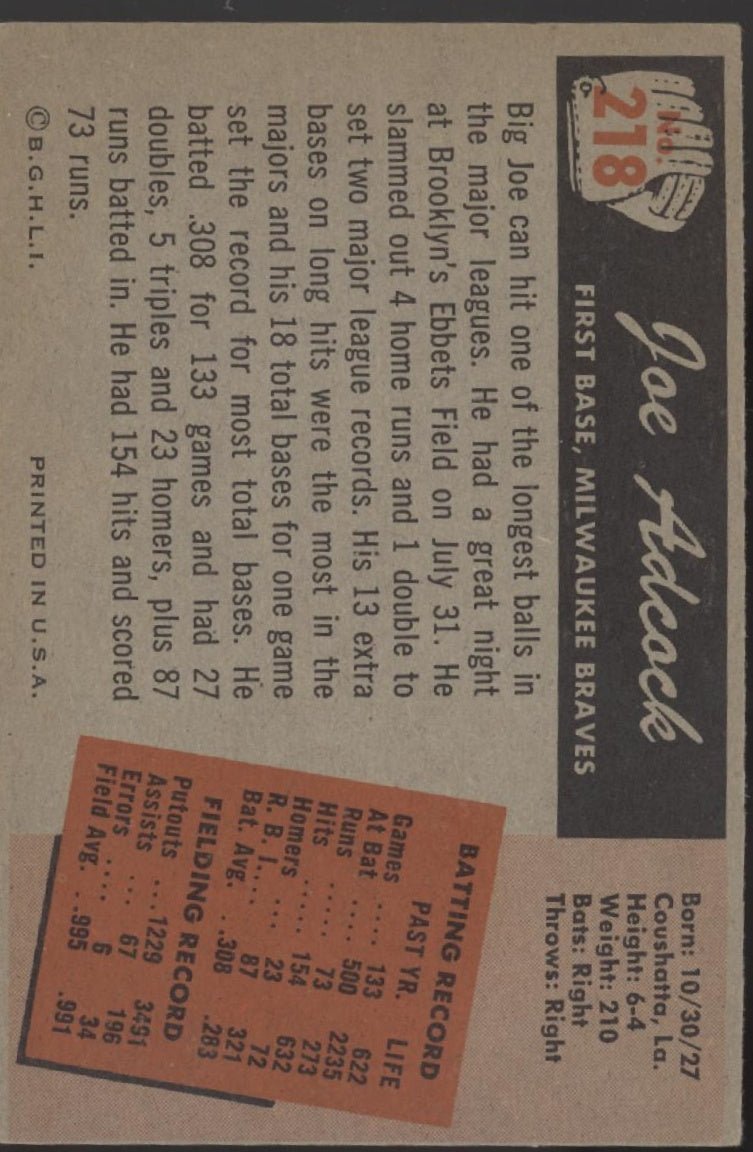 No.
218
Joe Adcock
FIRST BASE, MILWAUKEE BRAVES
Born: 10/30/27
Coushatta, La.
Height: 6-4
Weight: 210
Bats: Right
Throws: Right
Big Joe can hit one of the longest balls in
the major leagues. He had a great night
at Brooklyn's Ebbets Field on July 31. He
slammed out 4 home runs and 1 double to
set two major league records. His 13 extra
bases on long hits were the most in the
majors and his 18 total bases for one game
set the record for most total bases. He
batted .308 for 133 games and had 27
doubles, 5 triples and 23 homers, plus 87
runs batted in. He had 154 hits and scored
73 runs.
© B.G.H.L.I. PRINTED IN U.S.A.
BATTING RECORD
PAST YR. LIFE
Games .... 133 622
At Bat .... 500 2235
Runs ..... 73 273
Hits ..... 154 632
Homers ..... 23 72
R. B. I.... 87 321
Bat. Avg. ..308 .283
FIELDING RECORD
Putouts ...1229 3491
Assists ... 67 196
Errors .... 6 34
Field Avg. ..995 .991